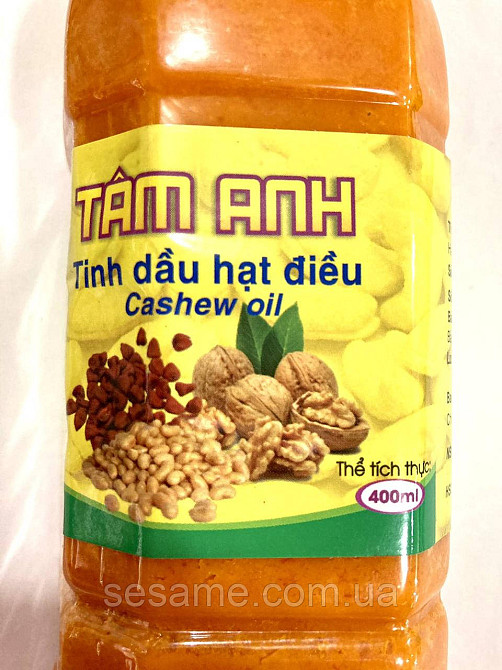 TÂM ANH
Tinh dầu hạt điều
Cashew oil
Thể tích thực:
400ml
sesame.com.ua